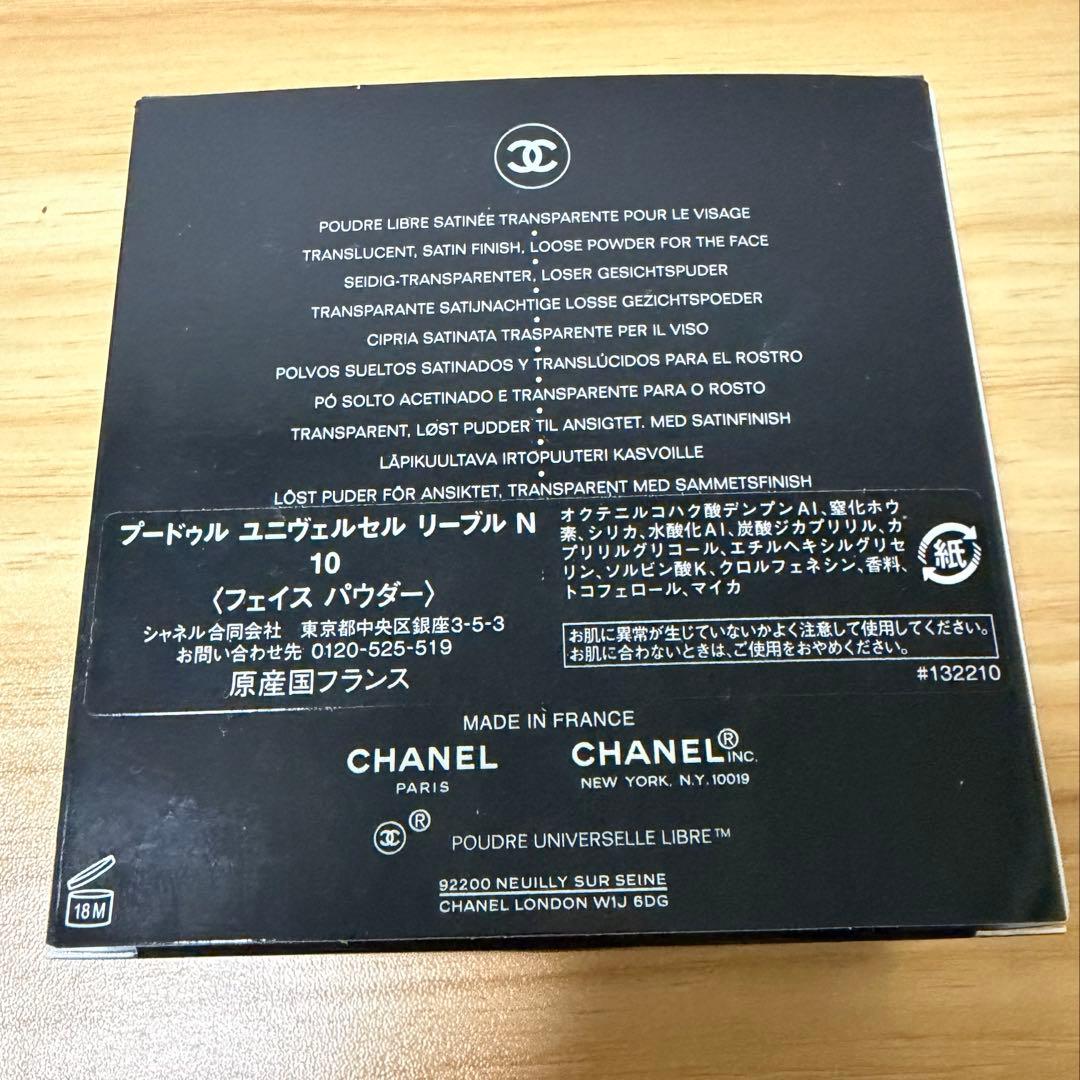 POUDRE LIBRE SATINÉE TRANSPARENTE POUR LE VISAGE
TRANSLUCENT, SATIN FINISH, LOOSE POWDER FOR THE FACE
SEIDIG-TRANSPARENTER, LOSER GESICHTSPUDER
TRANSPARANTE SATIJNACHTIGE LOSSE GEZICHTSPOEDER
CIPRIA SATINATA TRASPARENTE PER IL VISO
POLVOS SUELTOS SATINADOS Y TRANSLÚCIDOS PARA EL ROSTRO
PÓ SOLTO ACETINADO E TRANSPARENTE PARA O ROSTO
TRANSPARENT, LØST PUDDER TIL ANSIGTET. MED SATINFINISH
LÄPIKUULTAVA IRTOPUUTERI KASVOILLE
LÖST PUDER FÖR ANSIKTET, TRANSPARENT MED SAMMETSFINISH
プードゥル ユニヴェルセル リーブル N
10
〈フェイス パウダー〉
シャネル合同会社 東京都中央区銀座3-5-3
お問い合わせ先 0120-525-519
原産国フランス
オクテニルコハク酸デンプンAl、窒化ホウ
素、シリカ、水酸化Al、炭酸ジカプリリル、カ
プリリルグリコール、エチルヘキシルグリセ
リン、ソルビン酸K、クロルフェネシン、香料、
トコフェロール、マイカ
紙
お肌に異常が生じていないかよく注意して使用してください。
お肌に合わないときは、ご使用をおやめください。
#132210
MADE IN FRANCE
CHANEL
PARIS
CHANEL® INC.
NEW YORK, N.Y. 10019
®
POUDRE UNIVERSELLE LIBRE™
92200 NEUILLY SUR SEINE
CHANEL LONDON W1J 6DG
18M